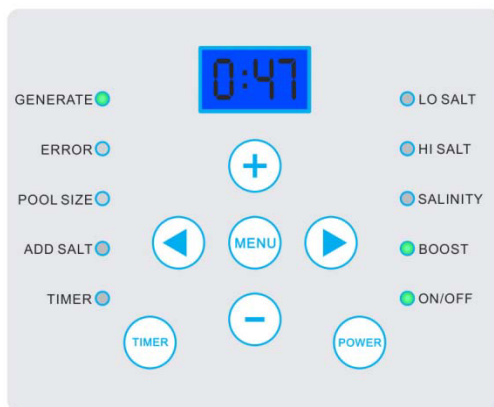 0:47
GENERATE
LO SALT
ERROR
HI SALT
POOL SIZE
SALINITY
MENU
ADD SALT
BOOST
TIMER
ON/OFF
TIMER
POWER